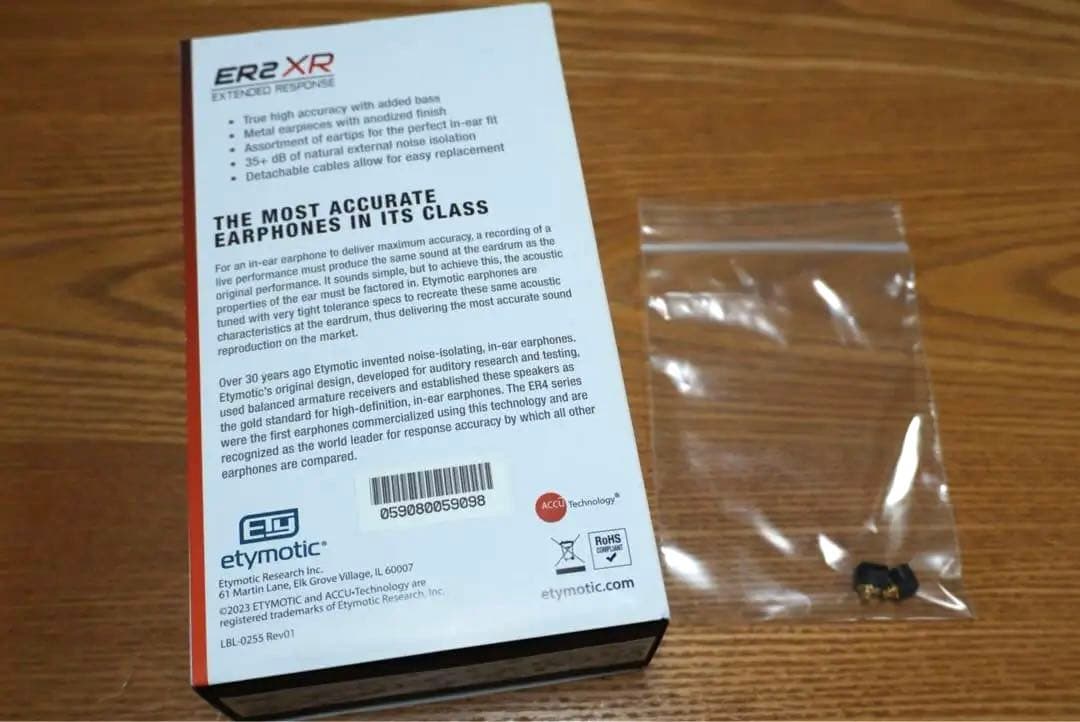 ER2 XR
EXTENDED RESPONSE
• True high accuracy with added bass
• Metal earpieces with anodized finish
• Assortment of eartips for the perfect in-ear fit
• 35+ dB of natural external noise isolation
• Detachable cables allow for easy replacement
THE MOST ACCURATE
EARPHONES IN ITS CLASS
For an in-ear earphone to deliver maximum accuracy, a recording of a
live performance must produce the same sound at the eardrum as the
original performance. It sounds simple, but to achieve this, the acoustic
properties of the ear must be factored in. Etymotic earphones are
tuned with very tight tolerance specs to recreate these same acoustic
characteristics at the eardrum, thus delivering the most accurate sound
reproduction on the market.
Over 30 years ago Etymotic invented noise-isolating, in-ear earphones.
Etymotic's original design, developed for auditory research and testing,
used balanced armature receivers and established these speakers as
the gold standard for high-definition, in-ear earphones. The ER4 series
were the first earphones commercialized using this technology and are
recognized as the world leader for response accuracy by which all other
earphones are compared.
059080059098
ACCU Technology®
ETY
etymotic®
RoHS
COMPLIANT
Etymotic Research Inc.
61 Martin Lane, Elk Grove Village, IL 60007
©2023 ETYMOTIC and ACCU•Technology are
registered trademarks of Etymotic Research, Inc.
etymotic.com
LBL-0255 Rev01